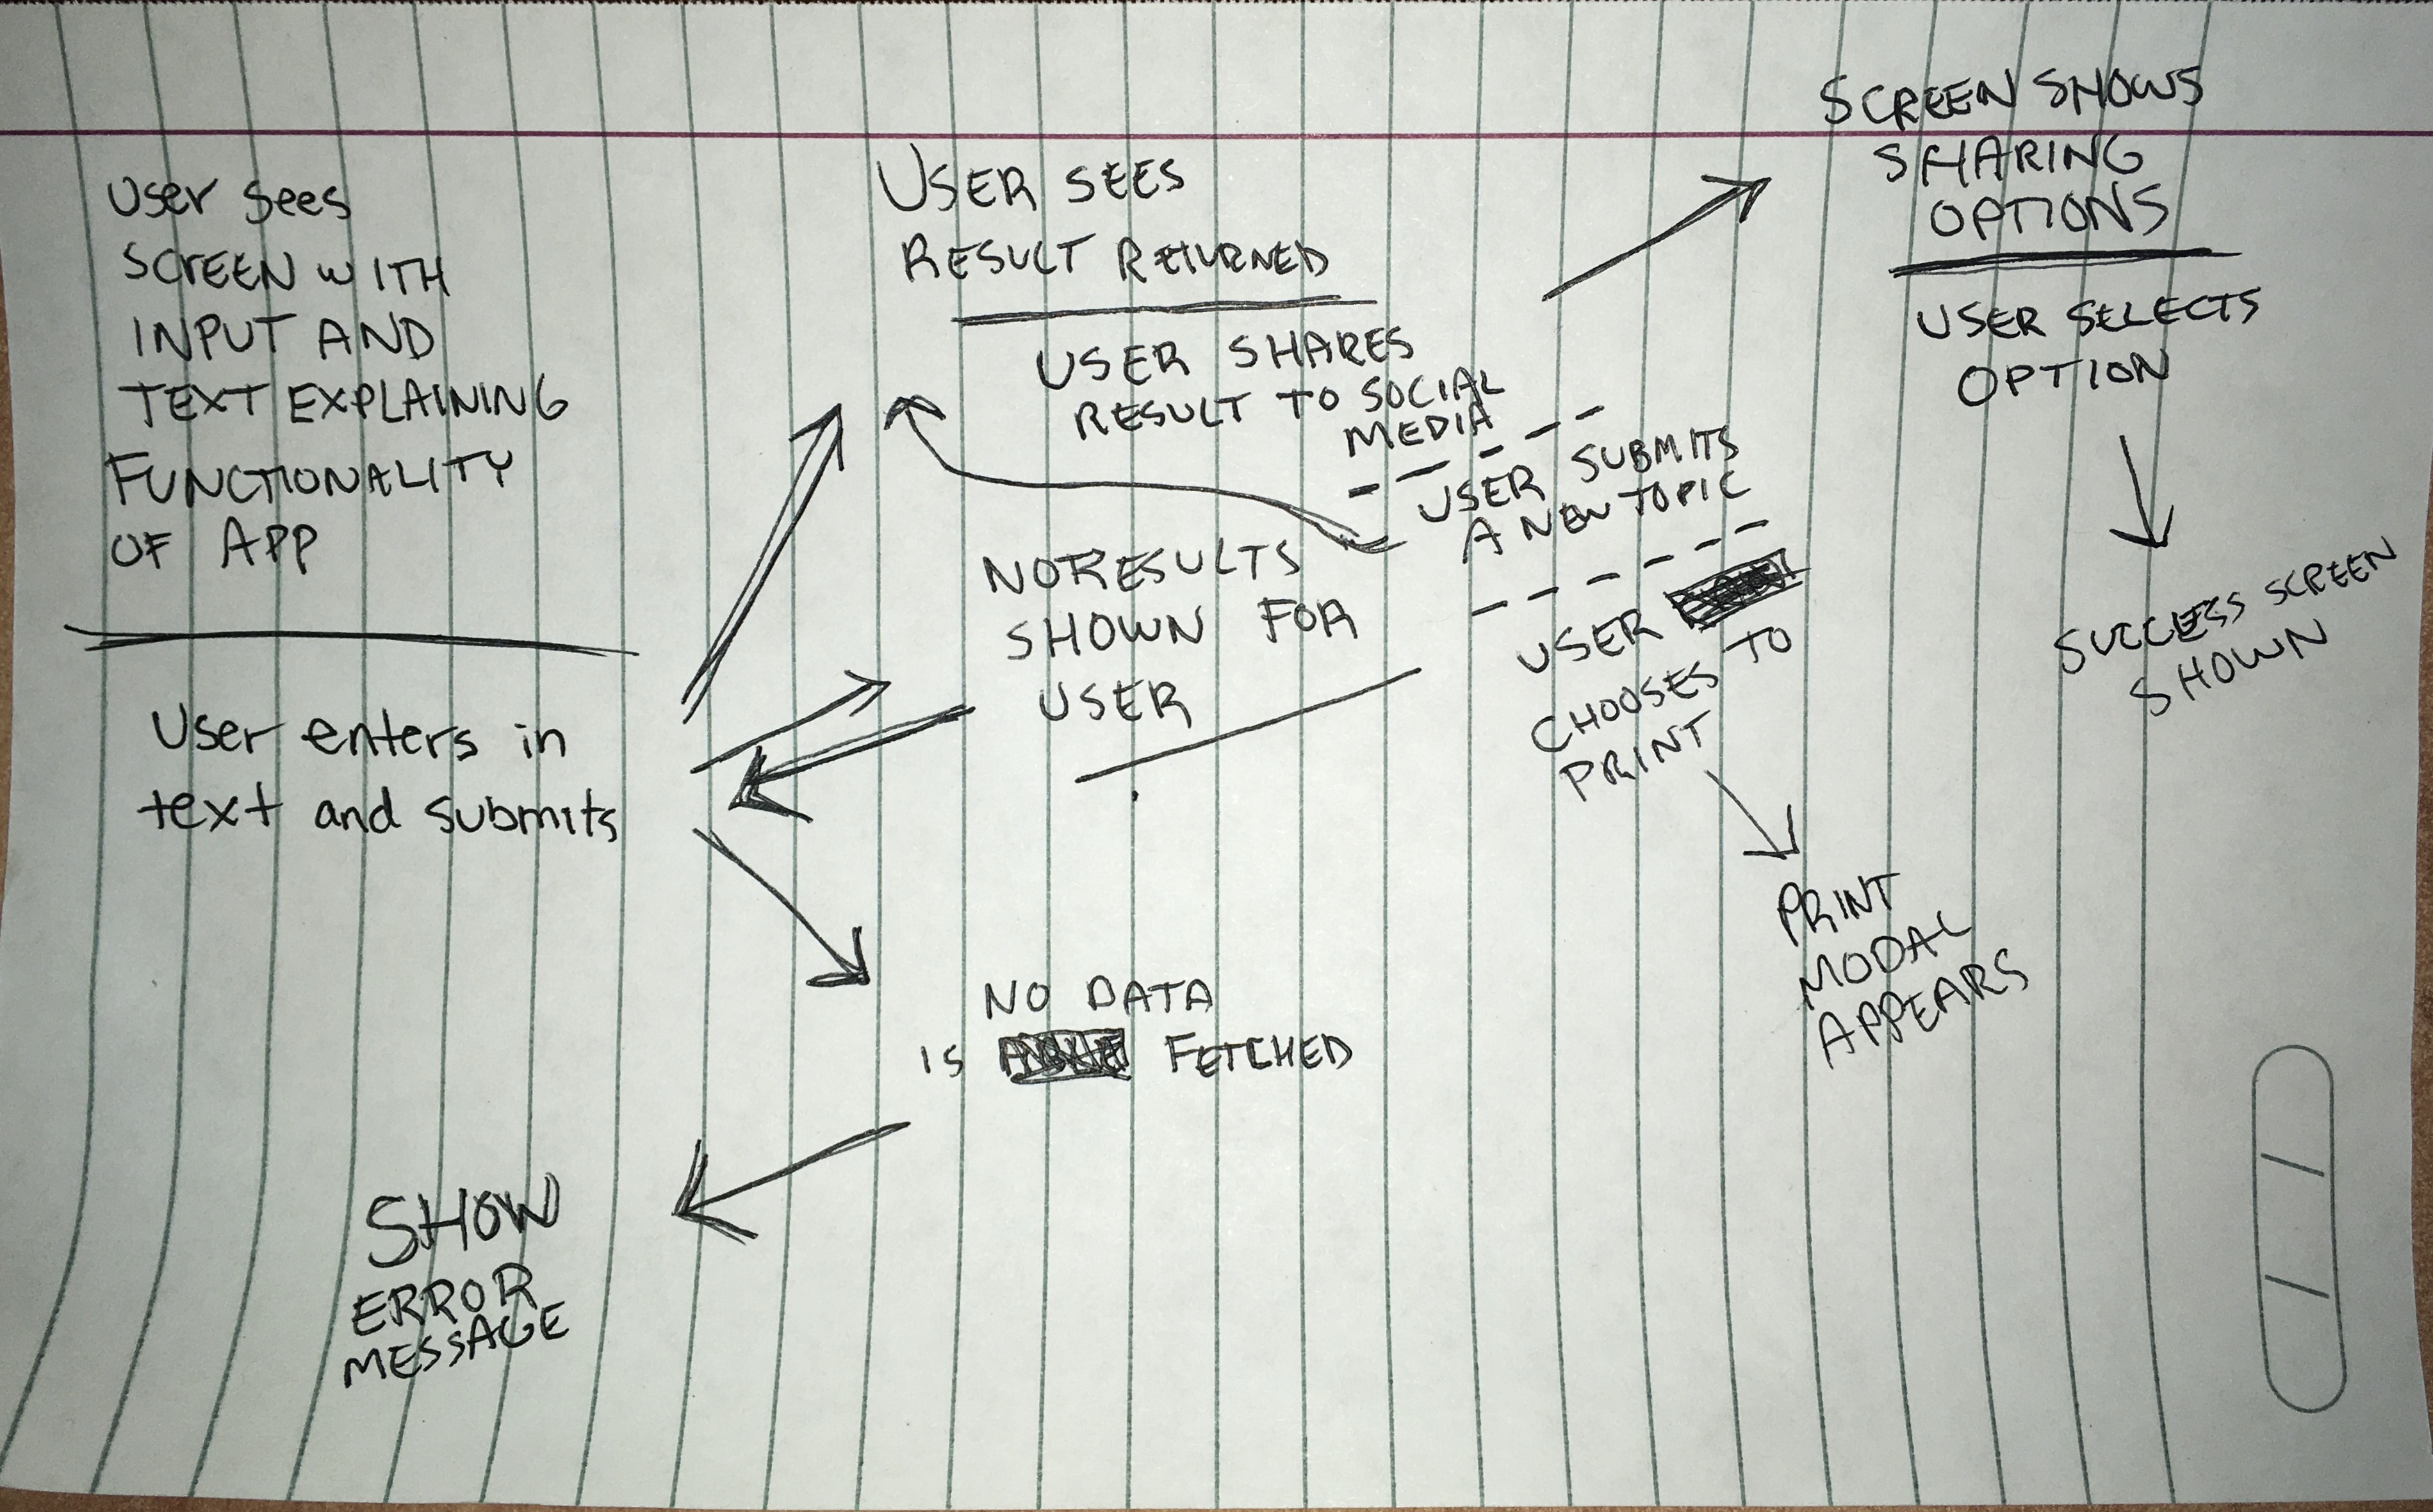 User sees
SCREEN WITH
INPUT AND
TEXT EXPLAINING
FUNCTIONALITY
OF APP
User enters in
text and submits
USER SEES
RESULT RETURNED
USER SHARES
RESULT TO SOCIAL
MEDIA
USER SUBMITS
A NEW TOPIC
USER
CHOOSES TO
PRINT
PRINT
MODAL
APPEARS
SCREEN SHOWS
SHARING
OPTIONS
USER SELECTS
OPTION
SUCCESS SCREEN
SHOWN
NO RESULTS
SHOWN FOR
USER
NO DATA
IS FETCHED
SHOW
ERROR
MESSAGE